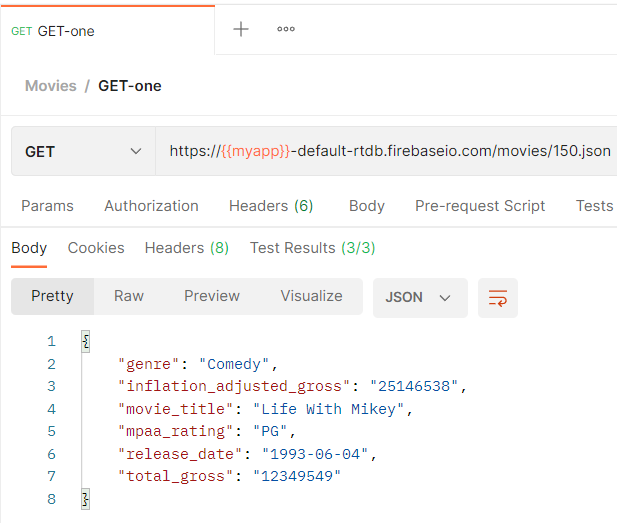 GET GET-one
Movies / GET-one
GET https://{{myapp}}-default-rtdb.firebaseio.com/movies/150.json
Params Authorization Headers (6) Body Pre-request Script Tests
Body Cookies Headers (8) Test Results (3/3)
Pretty Raw Preview Visualize JSON
1 {
2 "genre": "Comedy",
3 "inflation_adjusted_gross": "25146538",
4 "movie_title": "Life With Mikey",
5 "mpaa_rating": "PG",
6 "release_date": "1993-06-04",
7 "total_gross": "12349549"
8 }